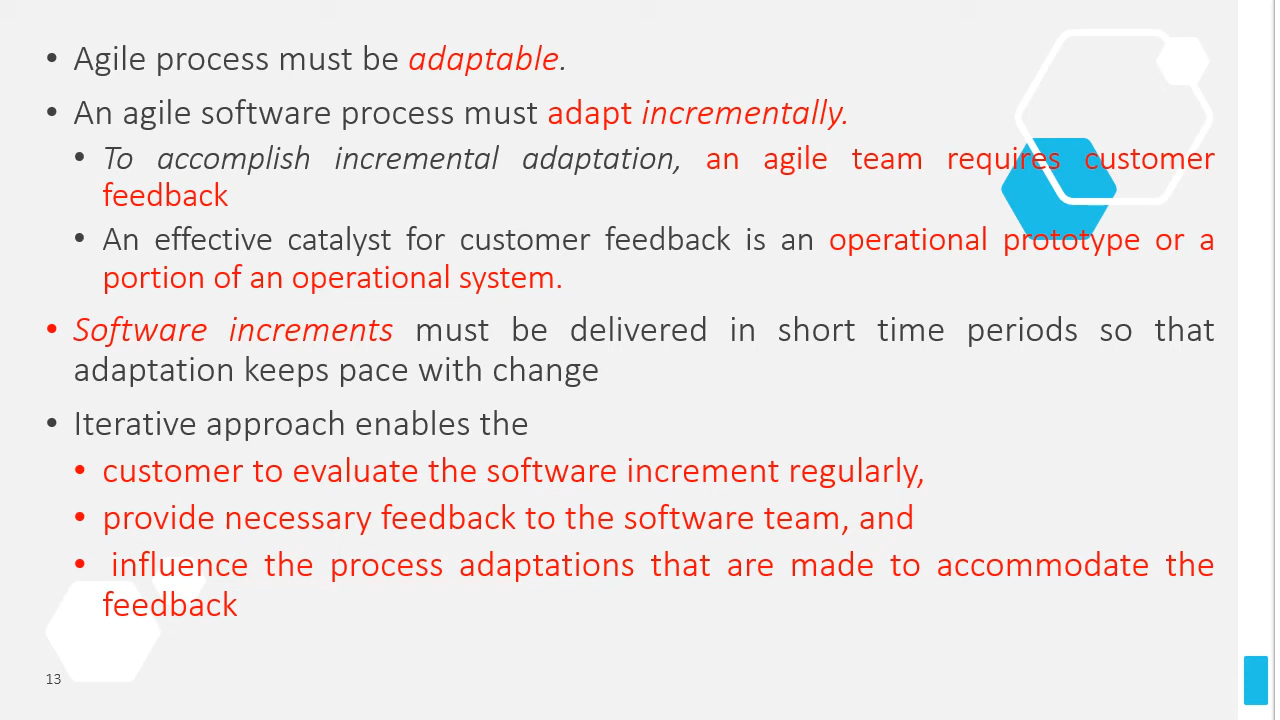 • Agile process must be adaptable.
• An agile software process must adapt incrementally.
• To accomplish incremental adaptation, an agile team requires customer
feedback
• An effective catalyst for customer feedback is an operational prototype or a
portion of an operational system.
• Software increments must be delivered in short time periods so that
adaptation keeps pace with change
• Iterative approach enables the
• customer to evaluate the software increment regularly,
• provide necessary feedback to the software team, and
• influence the process adaptations that are made to accommodate the
feedback
13